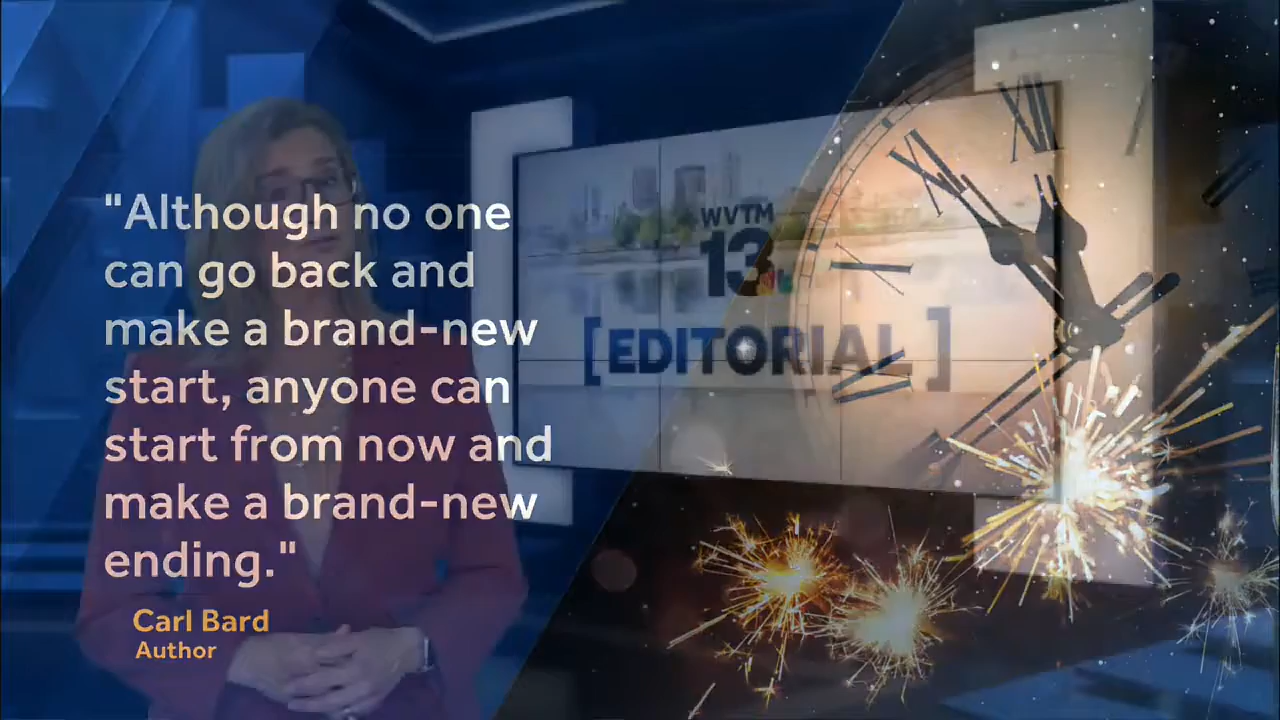 "Although no one
can go back and
make a brand-new
start, anyone can
start from now and
make a brand-new
ending."
Carl Bard
Author
WVTM
13
[EDITORIAL]
XII